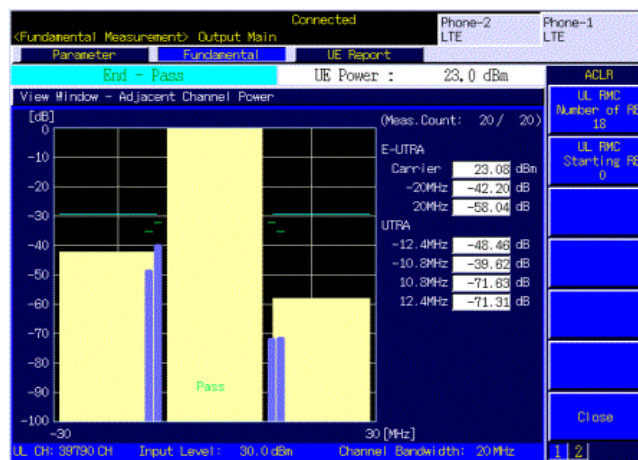 Connected
<Fundamental Measurement> Output Main
Phone-2
LTE
Phone-1
LTE
Parameter
Fundamental
UE Report
End - Pass
UE Power : 23.0 dBm
ACLR
View Window - Adjacent Channel Power
UL RMC
Number of RB
18
UL RMC
Starting RB
0
[dB]
(Meas.Count: 20/ 20)
0
-10
-20
-30
-40
-50
-60
-70
-80
-90
-100
E-UTRA
Carrier 23.08 dBm
-20MHz -42.20 dB
20MHz -58.04 dB
UTRA
-12.4MHz -48.46 dB
-10.8MHz -39.62 dB
10.8MHz -71.63 dB
12.4MHz -71.31 dB
Pass
-30
30 [MHz]
Close
UL CH: 39790 CH Input Level: 30.0 dBm Channel Bandwidth: 20 MHz
1 2